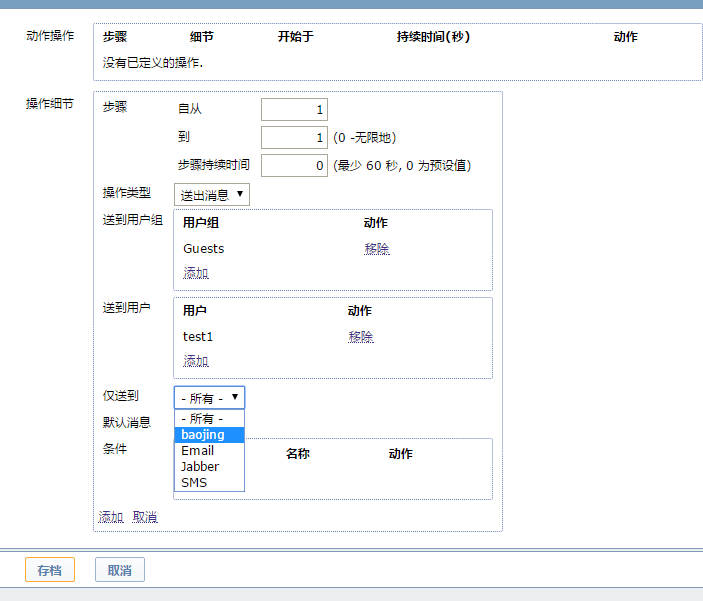 动作操作 步骤 细节 开始于 持续时间(秒) 动作
没有已定义的操作.
操作细节 步骤 自从 1
到 1 (0 -无限地)
步骤持续时间 0 (最少 60 秒, 0 为预设值)
操作类型 送出消息
送到用户组 用户组 动作
Guests 移除
添加
送到用户 用户 动作
test1 移除
添加
仅送到 - 所有 -
默认消息 - 所有 -
baojing
条件 Email 名称 动作
Jabber
SMS
添加 取消
存档 取消